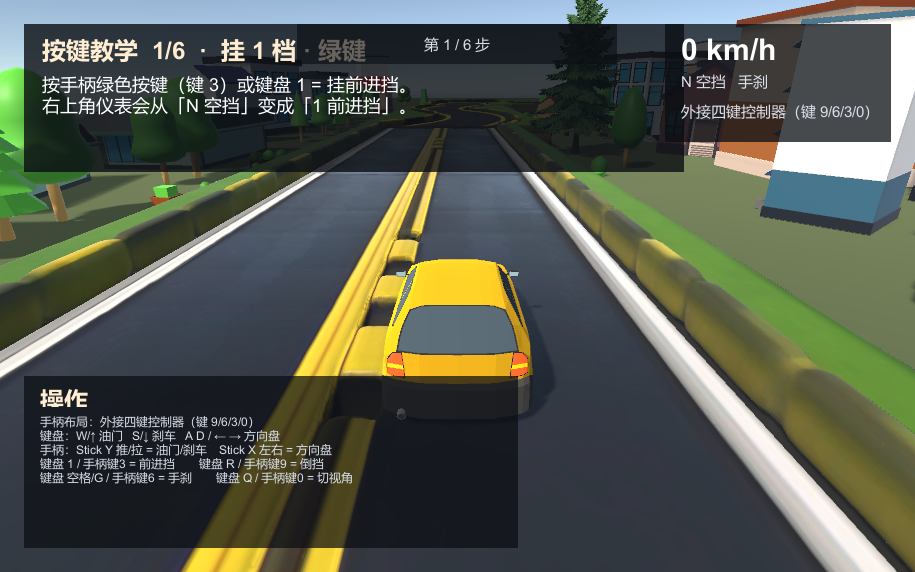 按键教学 1/6 · 挂 1 档 · 绿键
第 1 / 6 步
按手柄绿色按键（键 3）或键盘 1 = 挂前进挡。
右上角仪表会从「N 空挡」变成「1 前进挡」。
0 km/h
N 空挡 手刹
外接四键控制器（键 9/6/3/0）
操作
手柄布局：外接四键控制器（键 9/6/3/0）
键盘：W/↑ 油门 S/↓ 刹车 A D / ← → 方向盘
手柄：Stick Y 推/拉 = 油门/刹车 Stick X 左右 = 方向盘
键盘 1 / 手柄键3 = 前进挡 键盘 R / 手柄键9 = 倒挡
键盘 空格/G / 手柄键6 = 手刹 键盘 Q / 手柄键0 = 切视角